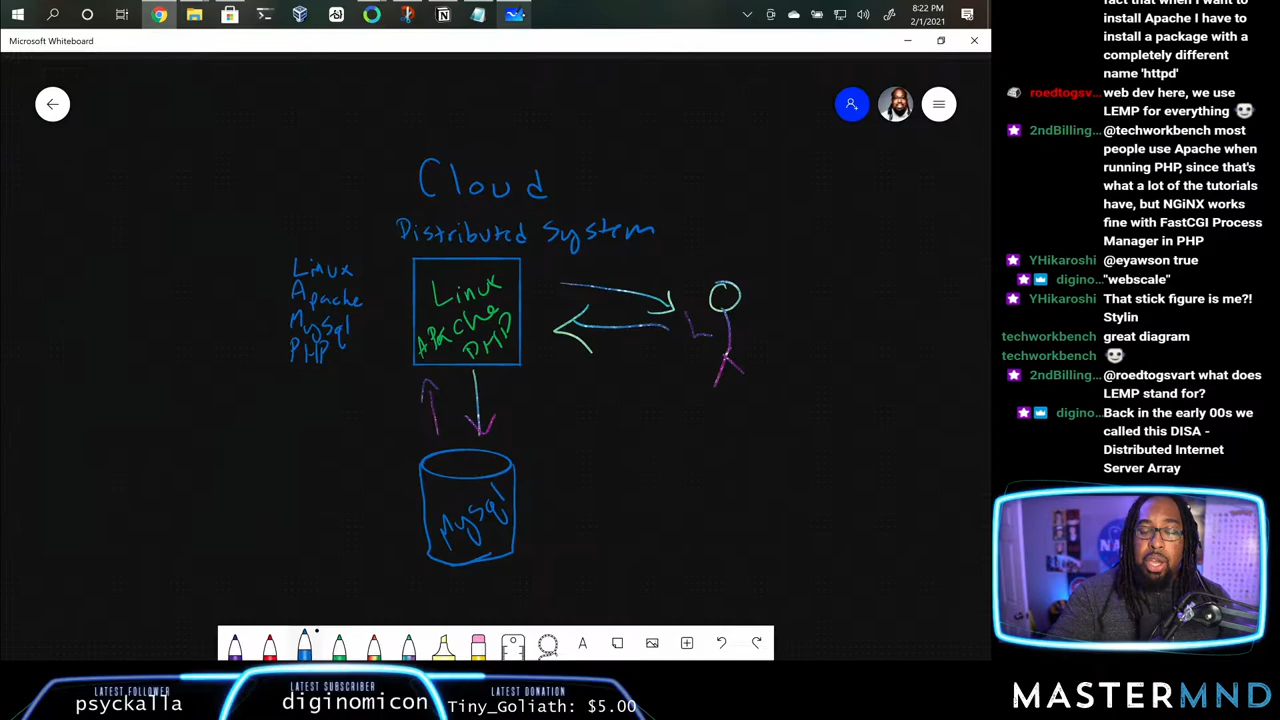 8:22 PM
2/1/2021
Microsoft Whiteboard
Cloud
Distributed System
Linux
Apache
Mysql
PHP
Linux
APache
PHP
Mysql
A
fact that when I want to
install Apache I have to
install a package with a
completely different
name 'httpd'
roedtogsv... web dev here, we use
LEMP for everything
2ndBilling... @techworkbench most
people use Apache when
running PHP, since that's
what a lot of the tutorials
have, but NGiNX works
fine with FastCGI Process
Manager in PHP
YHikaroshi @eyawson true
digino... "webscale"
YHikaroshi That stick figure is me?!
Stylin
techworkbench great diagram
techworkbench
2ndBilling... @roedtogsvart what does
LEMP stand for?
digino... Back in the early 00s we
called this DISA -
Distributed Internet
Server Array
NASA
LATEST FOLLOWER
psyckalla
LATEST SUBSCRIBER
diginomicon
LATEST DONATION
Tiny_Goliath: $5.00
MASTERMND